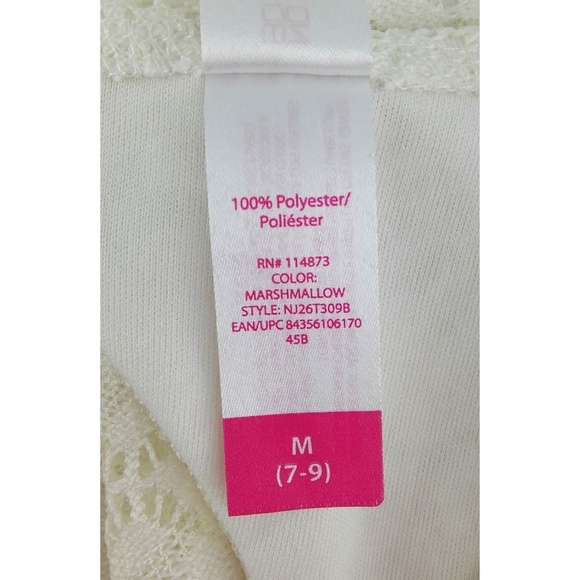 100% Polyester/
Poliéster
RN# 114873
COLOR:
MARSHMALLOW
STYLE: NJ26T309B
EAN/UPC 84356106170
45B
M
(7-9)